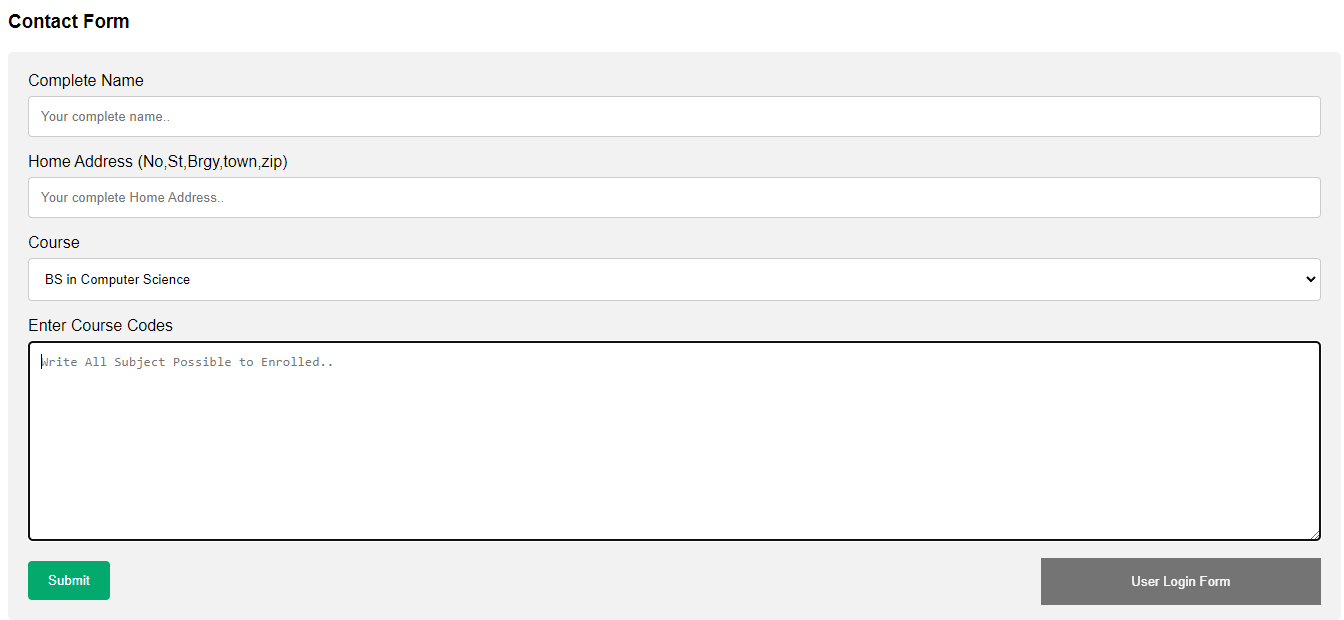 Contact Form
Complete Name
Your complete name..
Home Address (No,St,Brgy,town,zip)
Your complete Home Address..
Course
BS in Computer Science
Enter Course Codes
Write All Subject Possible to Enrolled..
Submit
User Login Form